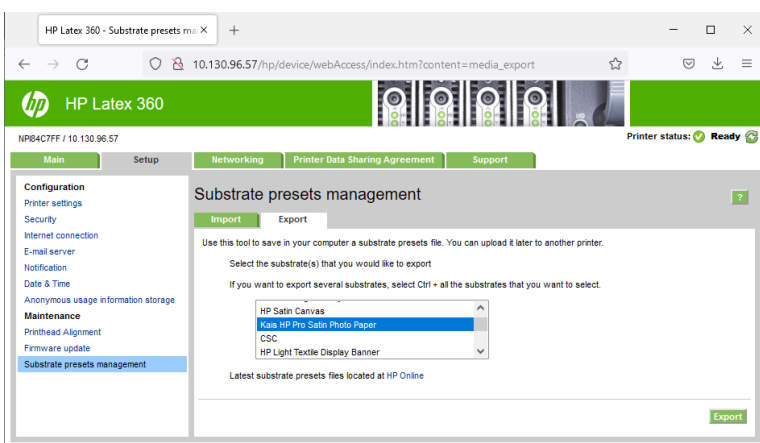 HP Latex 360 - Substrate presets ma
10.130.96.57/hp/device/webAccess/index.htm?content=media_export
hp HP Latex 360
NPI84C7FF / 10.130.96.57 Printer status: Ready
Main Setup Networking Printer Data Sharing Agreement Support
Configuration
Printer settings
Security
Internet connection
E-mail server
Notification
Date & Time
Anonymous usage information storage
Maintenance
Printhead Alignment
Firmware update
Substrate presets management
Substrate presets management ?
Import Export
Use this tool to save in your computer a substrate presets file. You can upload it later to another printer.
Select the substrate(s) that you would like to export
If you want to export several substrates, select Ctrl + all the substrates that you want to select.
HP Satin Canvas
Kais HP Pro Satin Photo Paper
CSC
HP Light Textile Display Banner
Latest substrate presets files located at HP Online
Export